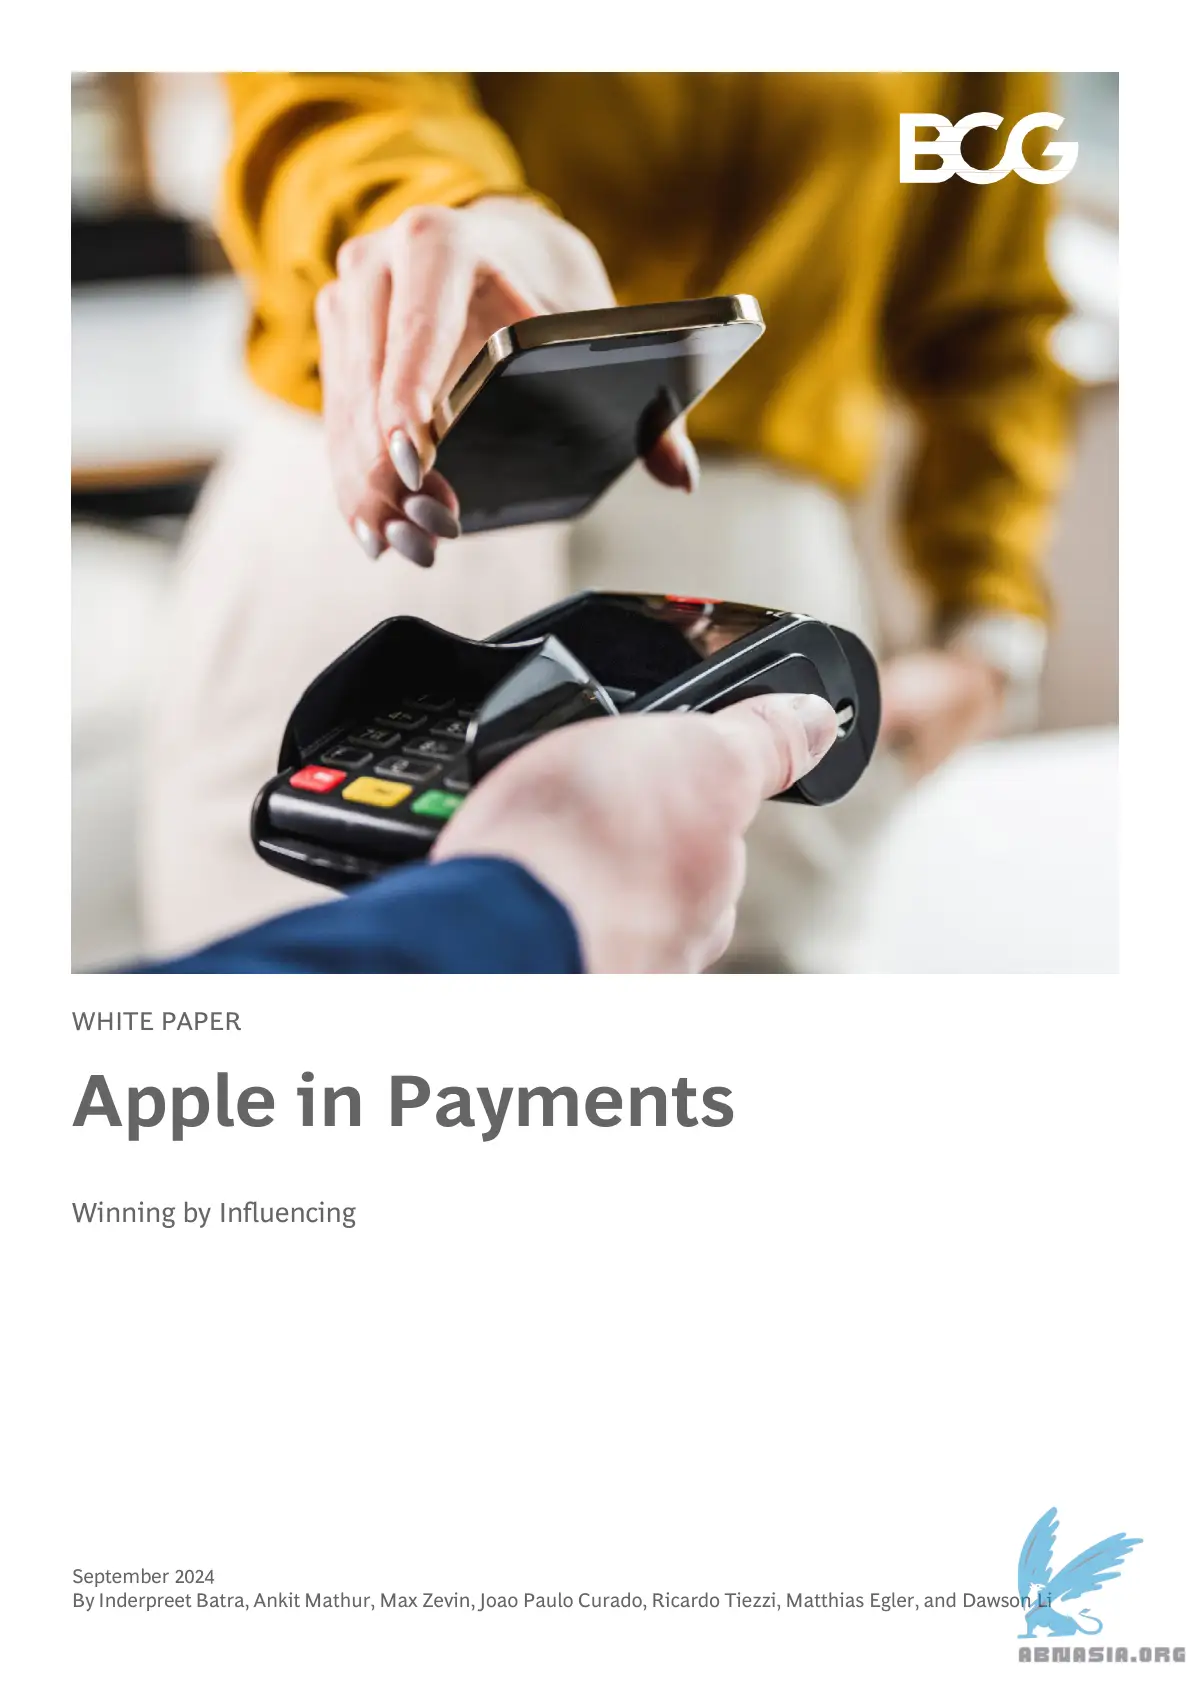 BCG
WHITE PAPER
Apple in Payments
Winning by Influencing
September 2024
By Inderpreet Batra, Ankit Mathur, Max Zevin, Joao Paulo Curado, Ricardo Tiezzi, Matthias Egler, and Dawson Li
ABNASIA.ORG